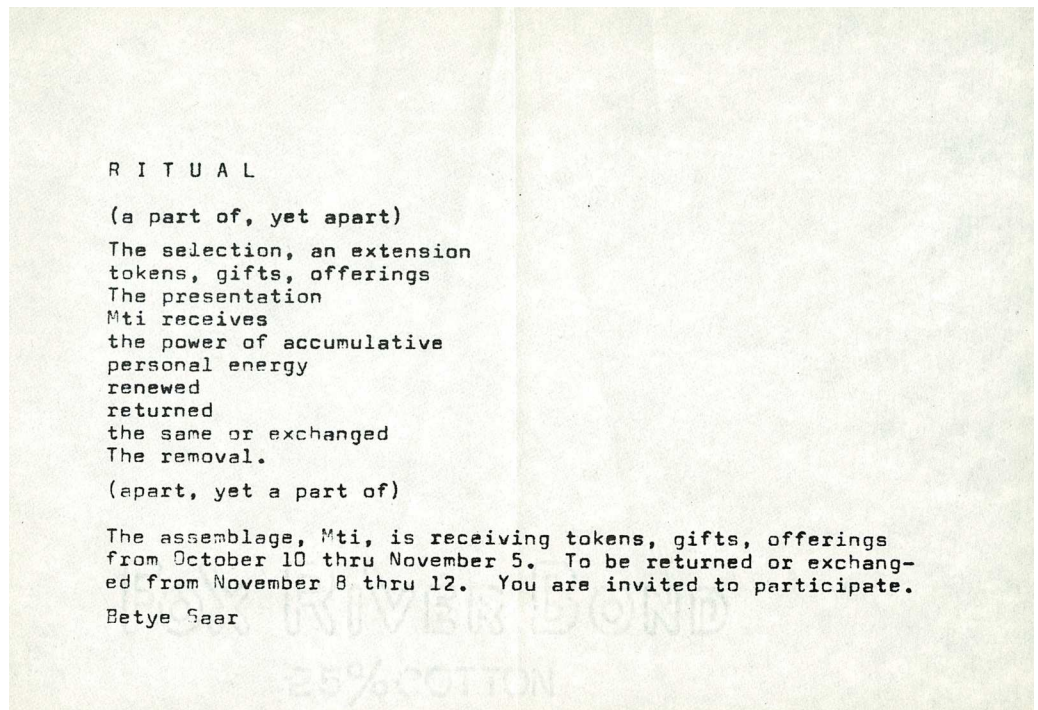 R I T U A L
(a part of, yet apart)
The selection, an extension
tokens, gifts, offerings
The presentation
Mti receives
the power of accumulative
personal energy
renewed
returned
the same or exchanged
The removal.
(apart, yet a part of)
The assemblage, Mti, is receiving tokens, gifts, offerings
from October 10 thru November 5.  To be returned or exchang-
ed from November 8 thru 12.  You are invited to participate.
Betye Saar
FOX RIVER BOND
25% COTTON